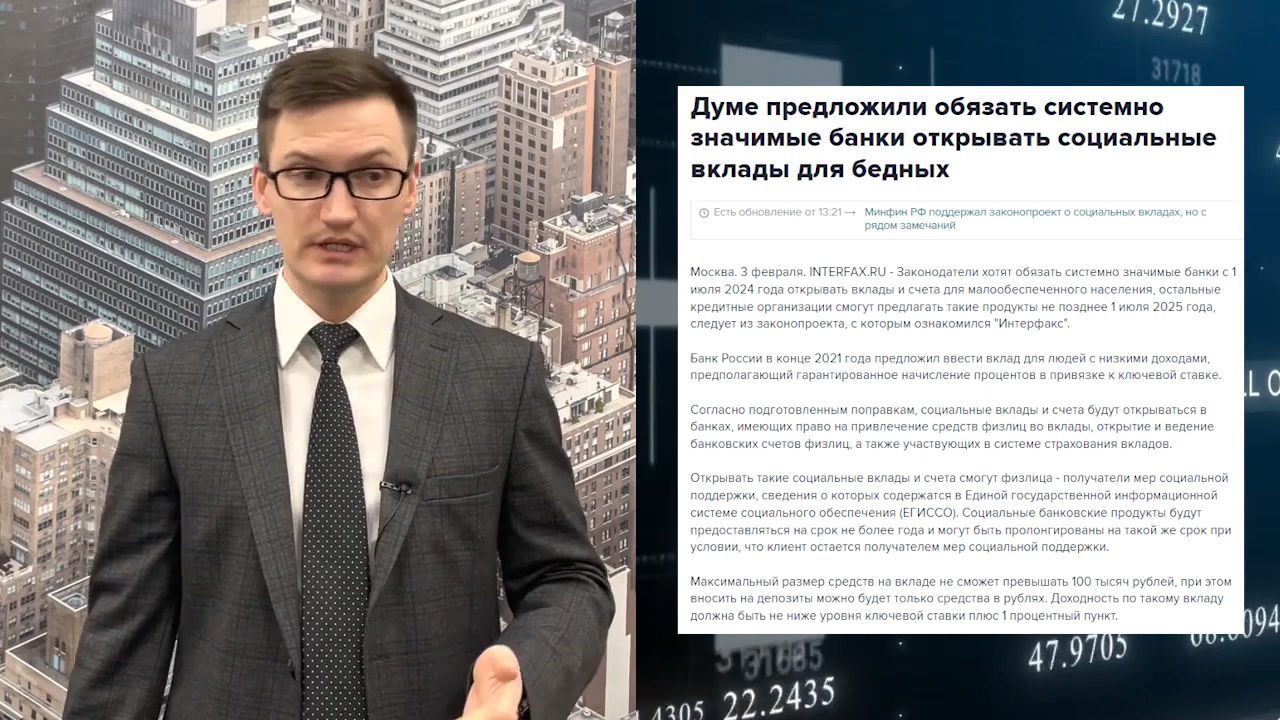 27.2927
31718
Думе предложили обязать системно
значимые банки открывать социальные
вклады для бедных
Есть обновление от 13:21 →
Минфин РФ поддержал законопроект о социальных вкладах, но с
рядом замечаний
Москва. 3 февраля. INTERFAX.RU - Законодатели хотят обязать системно значимые банки с 1
июля 2024 года открывать вклады и счета для малообеспеченного населения, остальные
кредитные организации смогут предлагать такие продукты не позднее 1 июля 2025 года,
следует из законопроекта, с которым ознакомился "Интерфакс".
Банк России в конце 2021 года предложил ввести вклад для людей с низкими доходами,
предполагающий гарантированное начисление процентов в привязке к ключевой ставке.
Согласно подготовленным поправкам, социальные вклады и счета будут открываться в
банках, имеющих право на привлечение средств физлиц во вклады, открытие и ведение
банковских счетов физлиц, а также участвующих в системе страхования вкладов.
Открывать такие социальные вклады и счета смогут физлица - получатели мер социальной
поддержки, сведения о которых содержатся в Единой государственной информационной
системе социального обеспечения (ЕГИССО). Социальные банковские продукты будут
предоставляться на срок не более года и могут быть пролонгированы на такой же срок при
условии, что клиент остается получателем мер социальной поддержки.
Максимальный размер средств на вкладе не сможет превышать 100 тысяч рублей, при этом
вносить на депозиты можно будет только средства в рублях. Доходность по такому вкладу
должна быть не ниже уровня ключевой ставки плюс 1 процентный пункт.
47.9705
22.2435